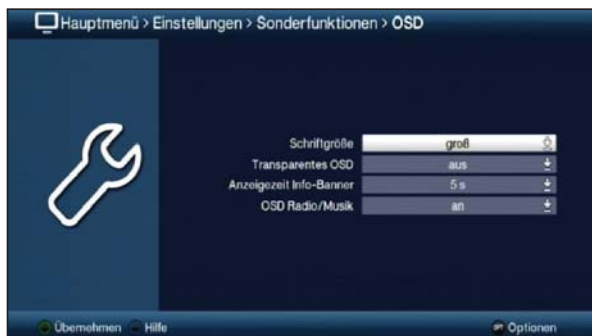 Hauptmenü > Einstellungen > Sonderfunktionen > OSD
Schriftgröße groß
Transparentes OSD aus
Anzeigezeit Info-Banner 5 s
OSD Radio/Musik an
Übernehmen Hilfe OPT Optionen